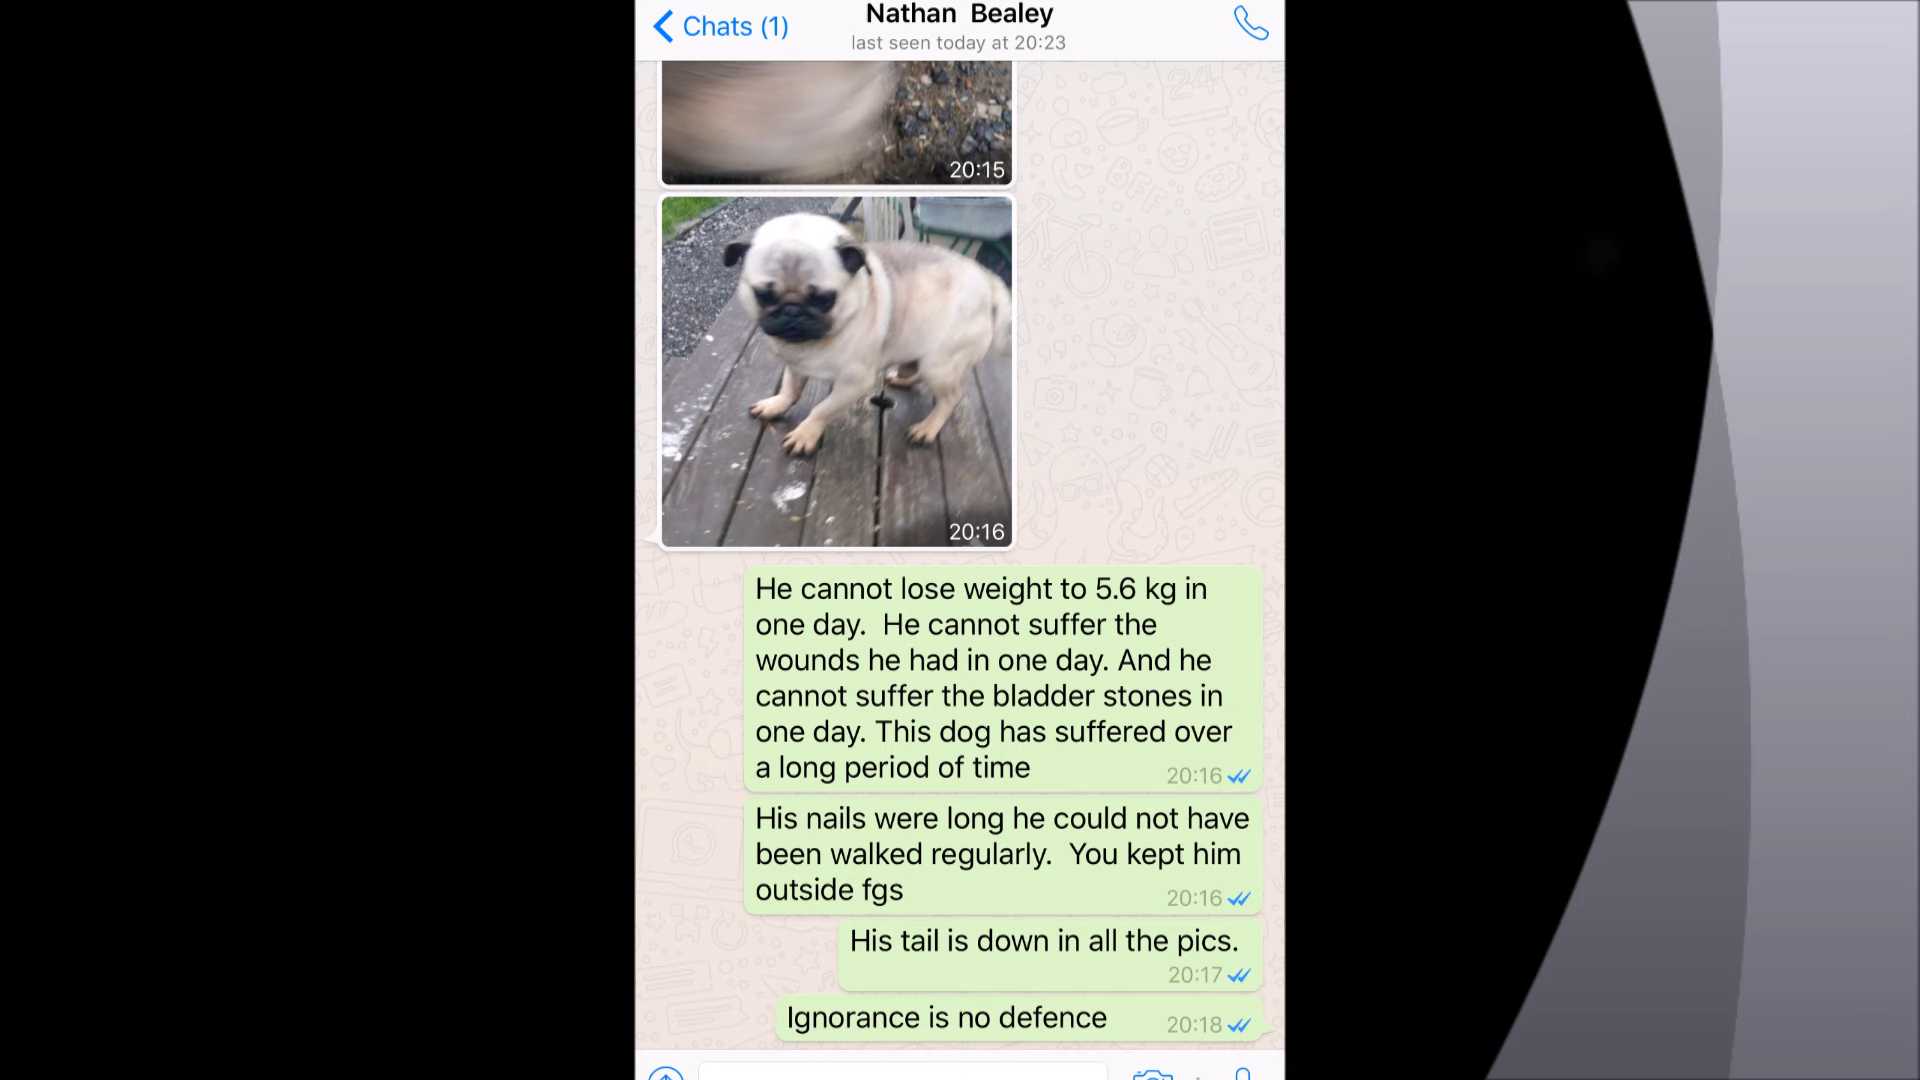 Chats (1)
Nathan Bealey
last seen today at 20:23
20:15
20:16
He cannot lose weight to 5.6 kg in
one day. He cannot suffer the
wounds he had in one day. And he
cannot suffer the bladder stones in
one day. This dog has suffered over
a long period of time
20:16
His nails were long he could not have
been walked regularly. You kept him
outside fgs
20:16
His tail is down in all the pics.
20:17
Ignorance is no defence
20:18